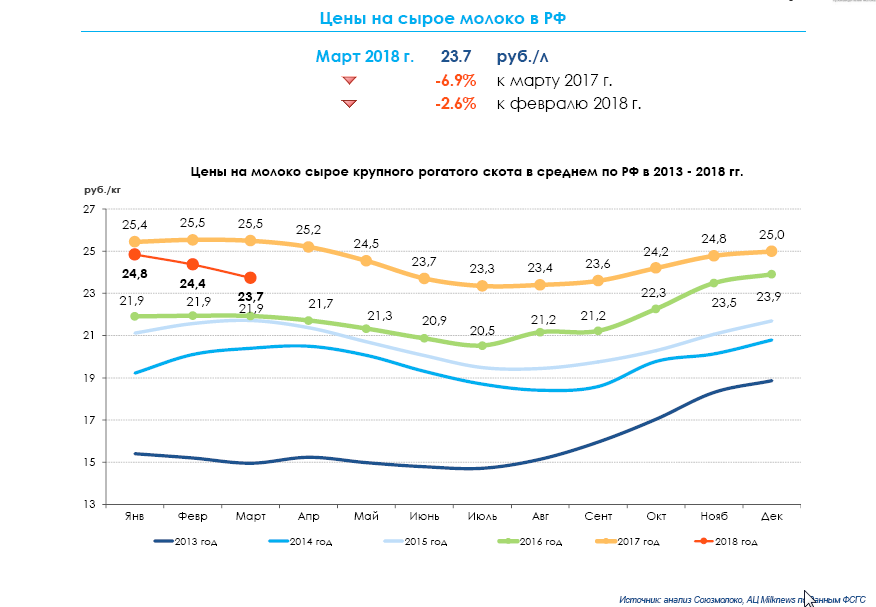 Цены на сырое молоко в РФ
Март 2018 г. 23.7 руб./л
-6.9% к марту 2017 г.
-2.6% к февралю 2018 г.
Цены на молоко сырое крупного рогатого скота в среднем по РФ в 2013 - 2018 гг.
руб./кг
27
25,4 25,5 25,5 25,2 24,5 23,7 23,3 23,4 23,6 24,2 24,8 25,0
25
24,8 24,4 23,7
23
21,9 21,9 21,9 21,7 21,3 20,9 20,5 21,2 21,2 22,3 23,5 23,9
21
19
17
15
13
Янв Февр Март Апр Май Июнь Июль Авг Сент Окт Нояб Дек
2013 год 2014 год 2015 год 2016 год 2017 год 2018 год
Источник: анализ Союзмолоко, АЦ Milknews данным ФСГС